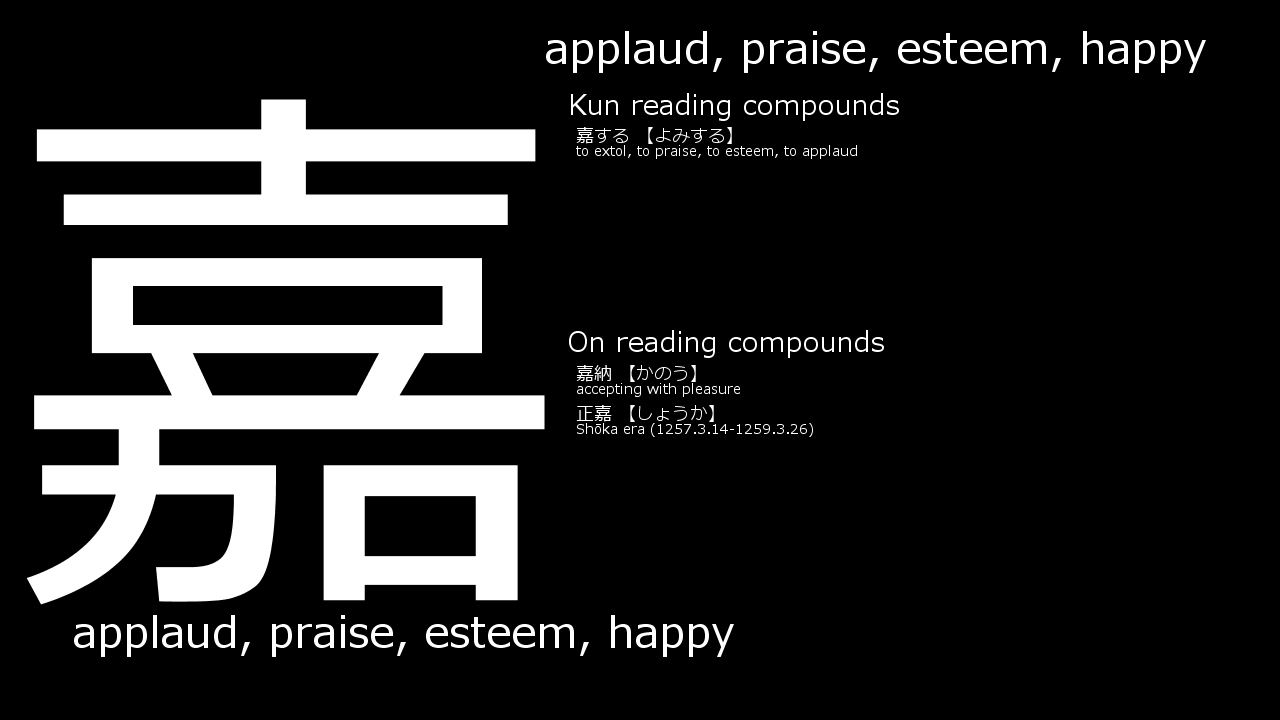 applaud, praise, esteem, happy
嘉
Kun reading compounds
嘉する 【よみする】
to extol, to praise, to esteem, to applaud
On reading compounds
嘉納 【かのう】
accepting with pleasure
正嘉 【しょうか】
Shōka era (1257.3.14-1259.3.26)
applaud, praise, esteem, happy